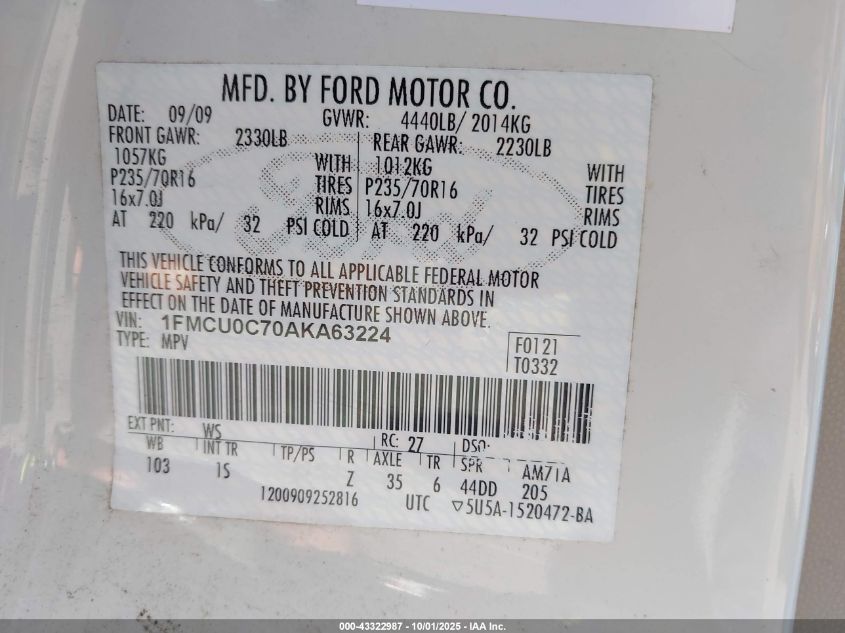 MFD. BY FORD MOTOR CO.
DATE: 09/09 GVWR: 4440LB/ 2014KG
FRONT GAWR: 2330LB REAR GAWR: 2230LB
1057KG WITH 1012KG WITH
P235/70R16 TIRES P235/70R16 TIRES
16x7.0J RIMS 16x7.0J RIMS
AT 220 kPa/ 32 PSI COLD AT 220 kPa/ 32 PSI COLD
THIS VEHICLE CONFORMS TO ALL APPLICABLE FEDERAL MOTOR
VEHICLE SAFETY AND THEFT PREVENTION STANDARDS IN
EFFECT ON THE DATE OF MANUFACTURE SHOWN ABOVE.
VIN: 1FMCU0C70AKA63224
TYPE: MPV
F0121
T0332
EXT PNT: WS RC: 27 DSO:
WB INT TR TP/PS R AXLE TR SPR AM71A
103 IS Z 35 6 44DD 205
1200909252816 UTC ▽5U5A-1520472-BA
000-43322987 - 10/01/2025 - IAA Inc.